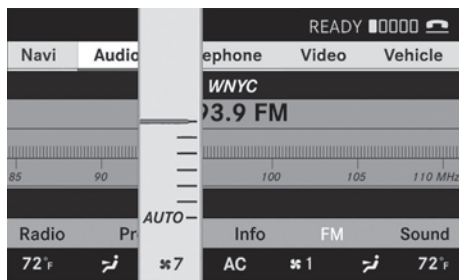 READY
Navi Audio ephone Video Vehicle
WNYC
93.9 FM
85 90 100 105 110 MHz
AUTO
Radio Pr Info FM Sound
72°F 7 AC 1 72°F